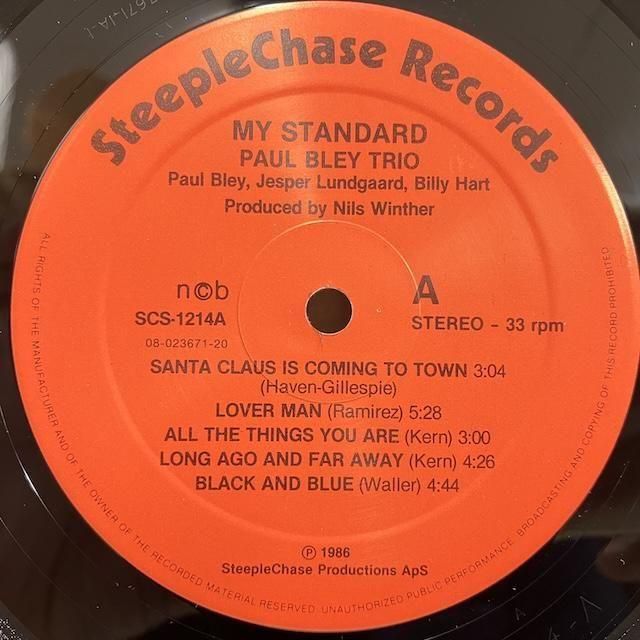 SteepleChase Records
MY STANDARD
PAUL BLEY TRIO
Paul Bley, Jesper Lundgaard, Billy Hart
Produced by Nils Winther
n©b
A
SCS-1214A
STEREO - 33 rpm
08-023671-20
SANTA CLAUS IS COMING TO TOWN 3:04
(Haven-Gillespie)
LOVER MAN (Ramirez) 5:28
ALL THE THINGS YOU ARE (Kern) 3:00
LONG AGO AND FAR AWAY (Kern) 4:26
BLACK AND BLUE (Waller) 4:44
℗ 1986
SteepleChase Productions ApS
ALL RIGHTS OF THE MANUFACTURER AND OF THE OWNER OF THE RECORDED MATERIAL RESERVED. UNAUTHORIZED PUBLIC PERFORMANCE, BROADCASTING AND COPYING OF THIS RECORD PROHIBITED